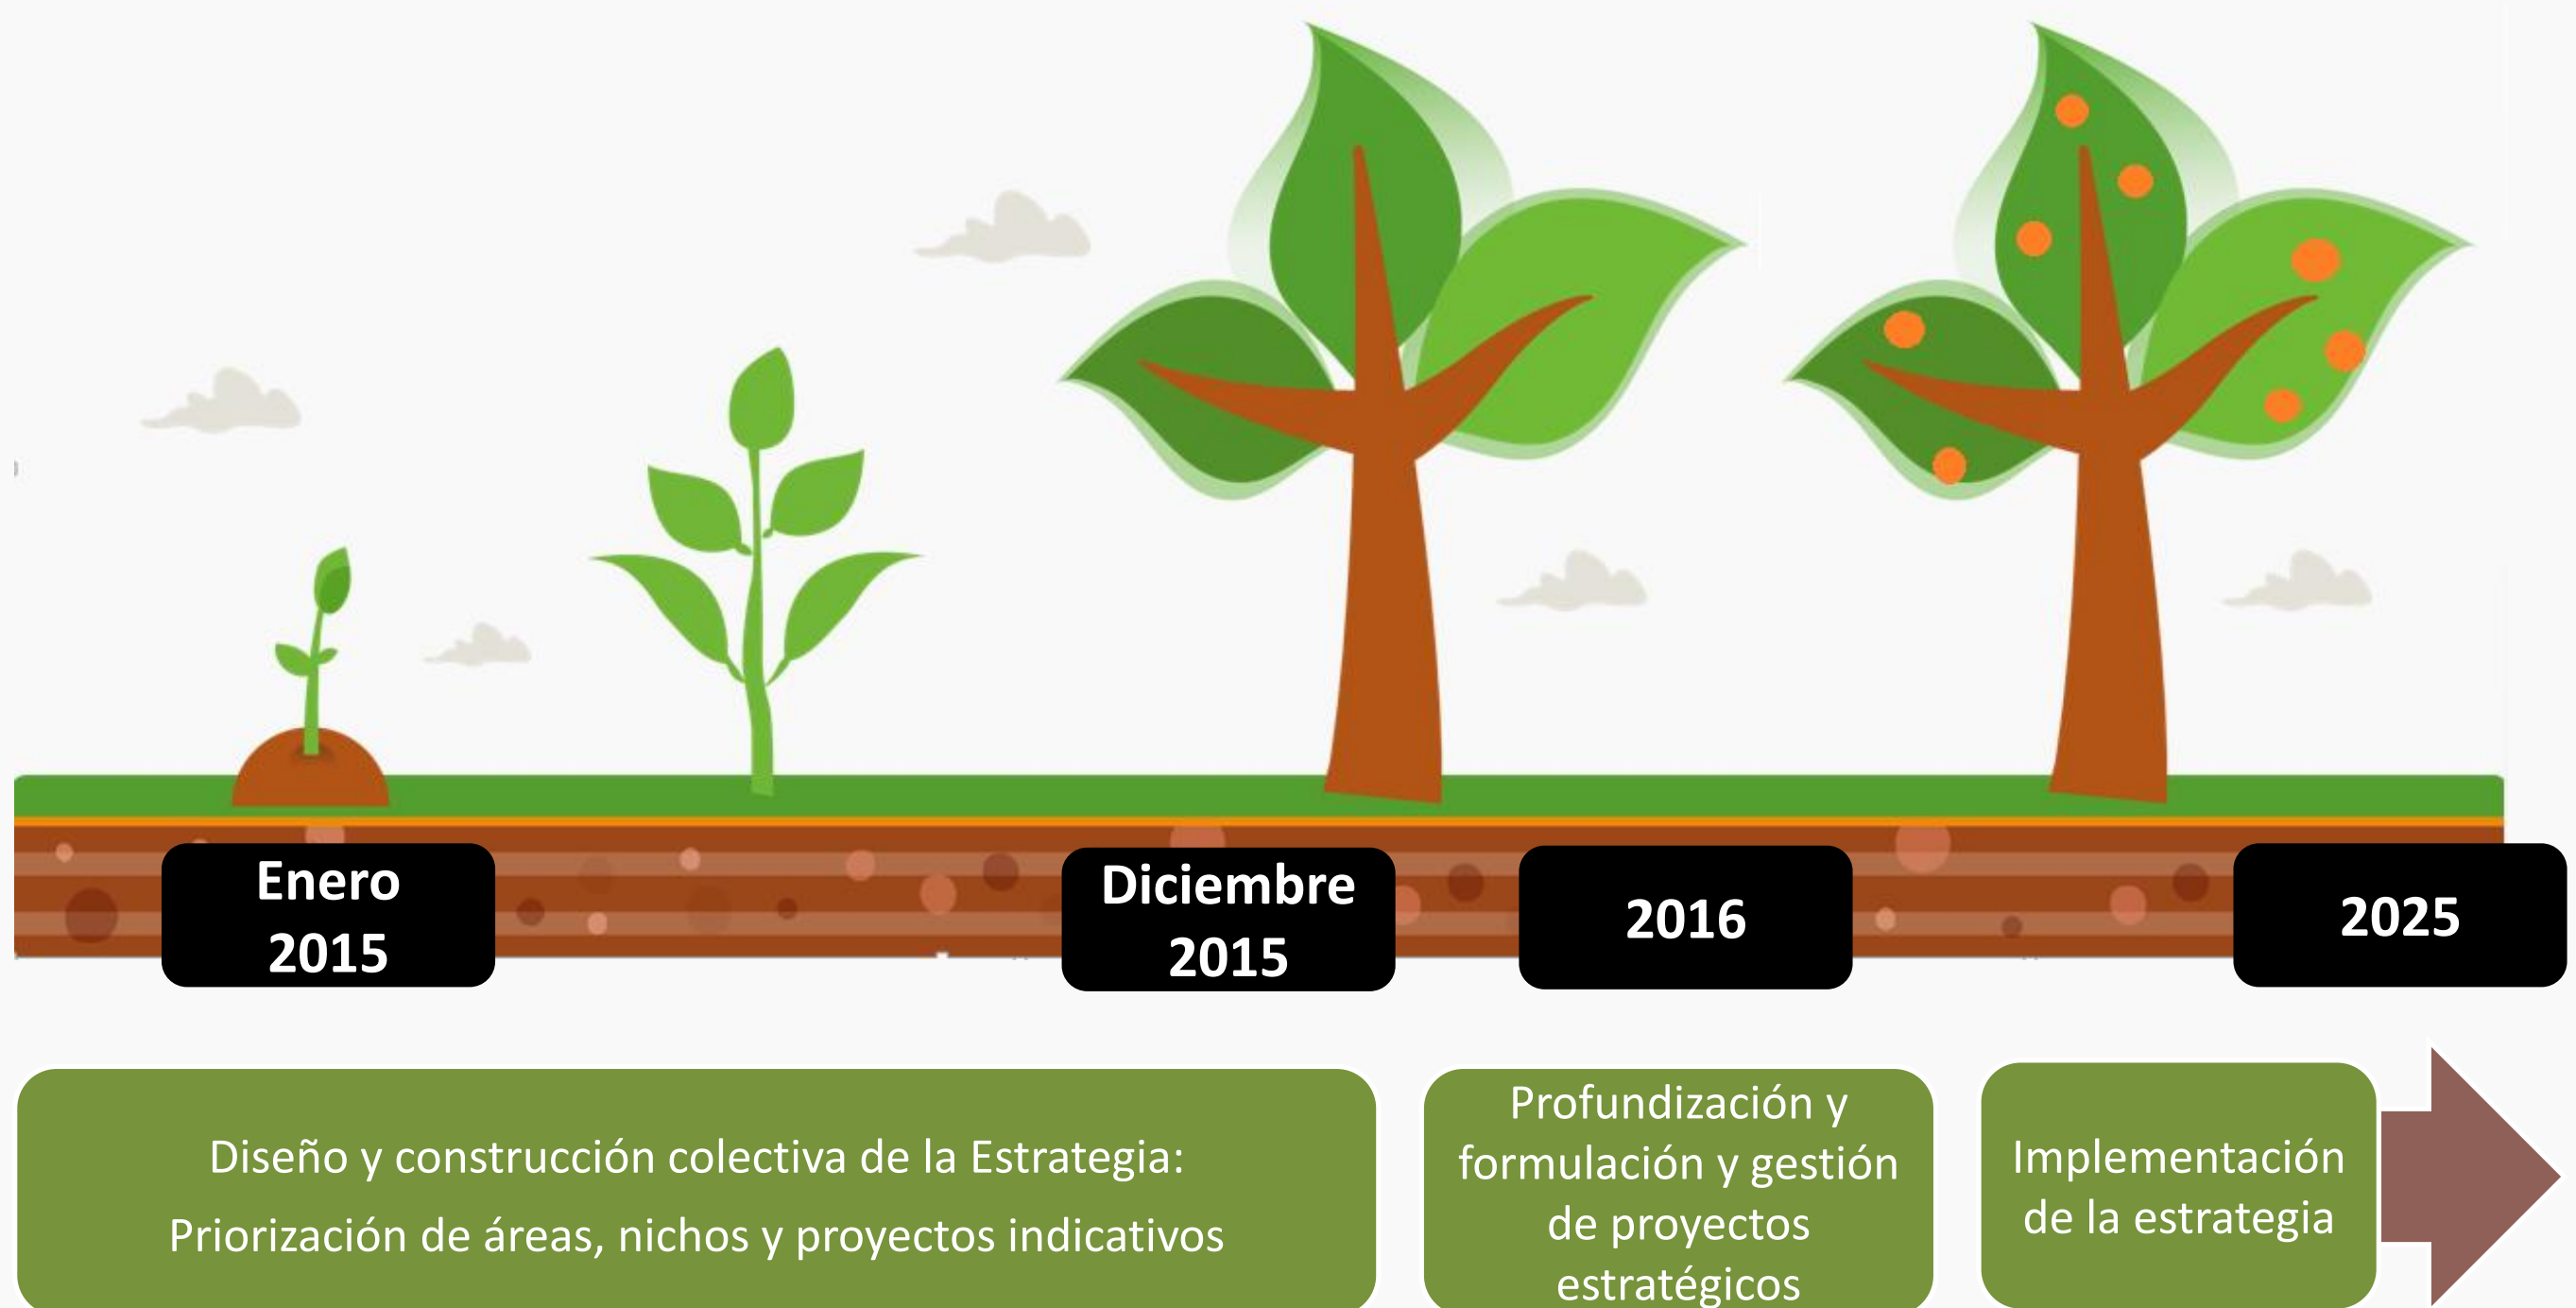 Enero
2015
Diciembre
2015
2016
2025
Diseño y construcción colectiva de la Estrategia:
Priorización de áreas, nichos y proyectos indicativos
Profundización y
formulación y gestión
de proyectos
estratégicos
Implementación
de la estrategia